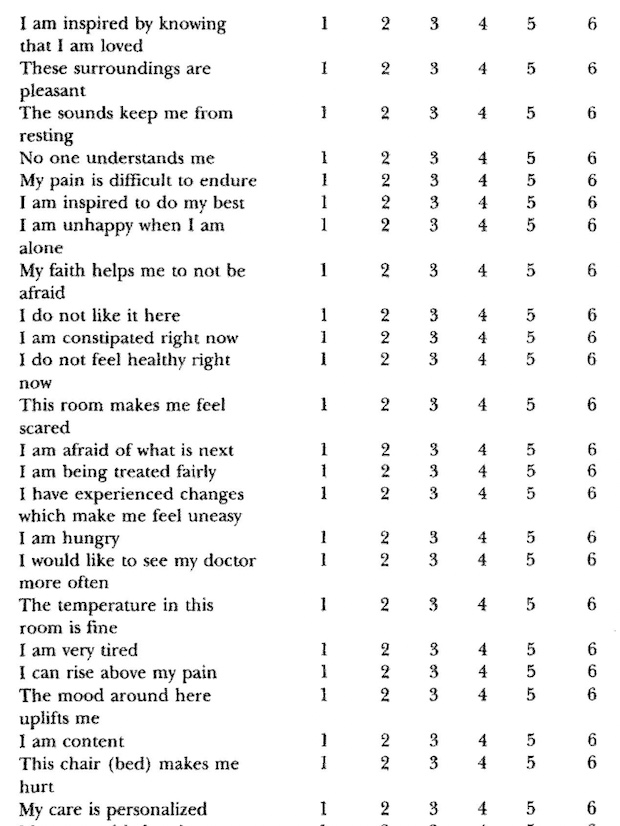 I am inspired by knowing 1 2 3 4 5 6
that I am loved
These surroundings are 1 2 3 4 5 6
pleasant
The sounds keep me from 1 2 3 4 5 6
resting
No one understands me 1 2 3 4 5 6
My pain is difficult to endure 1 2 3 4 5 6
I am inspired to do my best 1 2 3 4 5 6
I am unhappy when I am 1 2 3 4 5 6
alone
My faith helps me to not be 1 2 3 4 5 6
afraid
I do not like it here 1 2 3 4 5 6
I am constipated right now 1 2 3 4 5 6
I do not feel healthy right 1 2 3 4 5 6
now
This room makes me feel 1 2 3 4 5 6
scared
I am afraid of what is next 1 2 3 4 5 6
I am being treated fairly 1 2 3 4 5 6
I have experienced changes 1 2 3 4 5 6
which make me feel uneasy
I am hungry 1 2 3 4 5 6
I would like to see my doctor 1 2 3 4 5 6
more often
The temperature in this 1 2 3 4 5 6
room is fine
I am very tired 1 2 3 4 5 6
I can rise above my pain 1 2 3 4 5 6
The mood around here 1 2 3 4 5 6
uplifts me
I am content 1 2 3 4 5 6
This chair (bed) makes me 1 2 3 4 5 6
hurt
My care is personalized 1 2 3 4 5 6